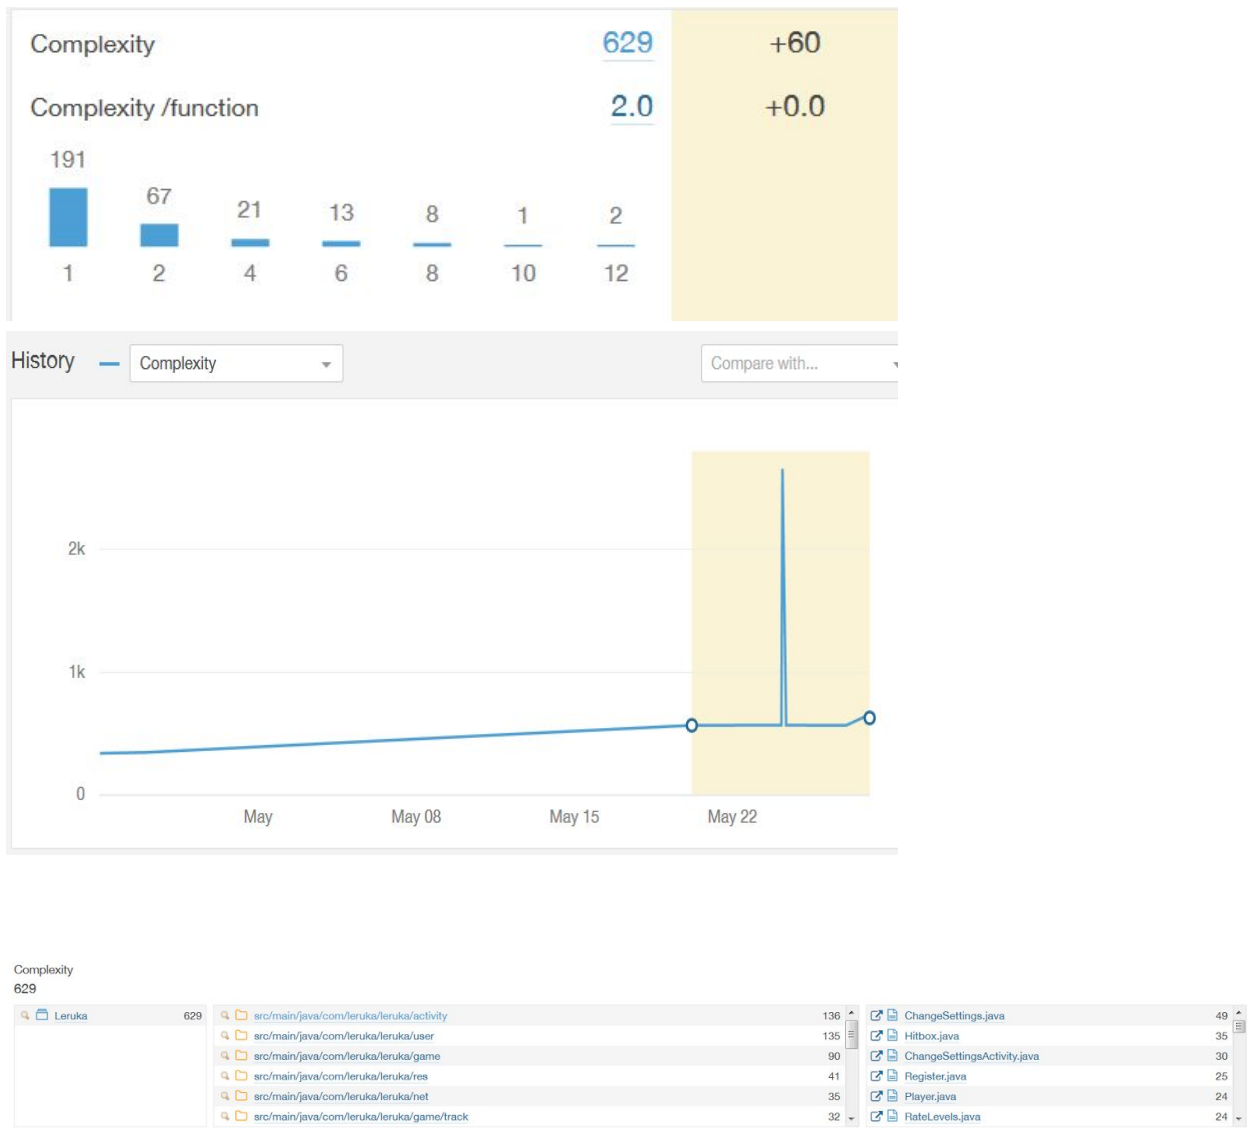 Complexity 629 +60
Complexity /function 2.0 +0.0
191 67 21 13 8 1 2
1 2 4 6 8 10 12
History Complexity Compare with...
2k
1k
0
May May 08 May 15 May 22
Complexity
629
Leruka 629 src/main/java/com/leruka/leruka/activity 136 ChangeSettings.java 49
src/main/java/com/leruka/leruka/user 135 Hitbox.java 35
src/main/java/com/leruka/leruka/game 90 ChangeSettingsActivity.java 30
src/main/java/com/leruka/leruka/res 41 Register.java 25
src/main/java/com/leruka/leruka/net 35 Player.java 24
src/main/java/com/leruka/leruka/game/track 32 RateLevels.java 24